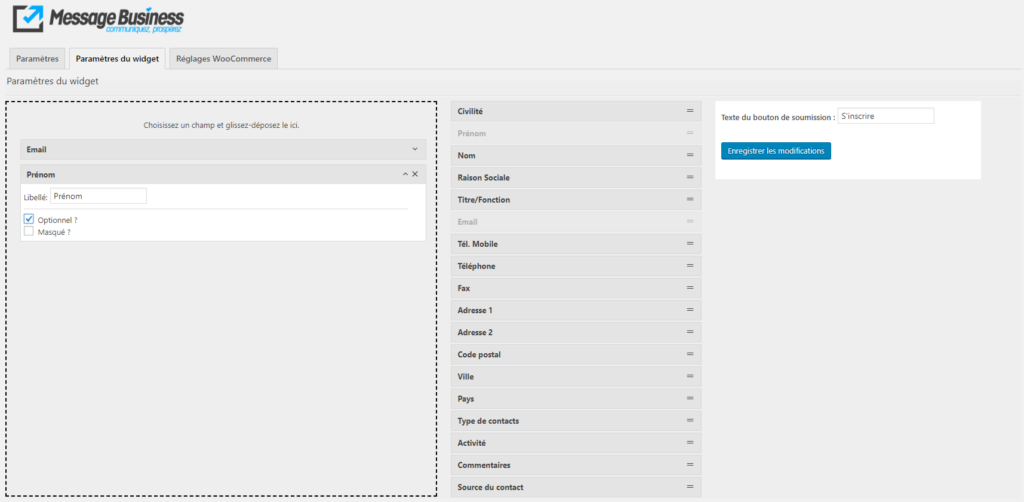 Message Business
communiquez, prospérez
Paramètres
Paramètres du widget
Réglages WooCommerce
Paramètres du widget
Choisissez un champ et glissez-déposez le ici.
Email
Prénom
Libellé: Prénom
Optionnel ?
Masqué ?
Civilité
Prénom
Nom
Raison Sociale
Titre/Fonction
Email
Tél. Mobile
Téléphone
Fax
Adresse 1
Adresse 2
Code postal
Ville
Pays
Type de contacts
Activité
Commentaires
Source du contact
Texte du bouton de soumission : S'inscrire
Enregistrer les modifications